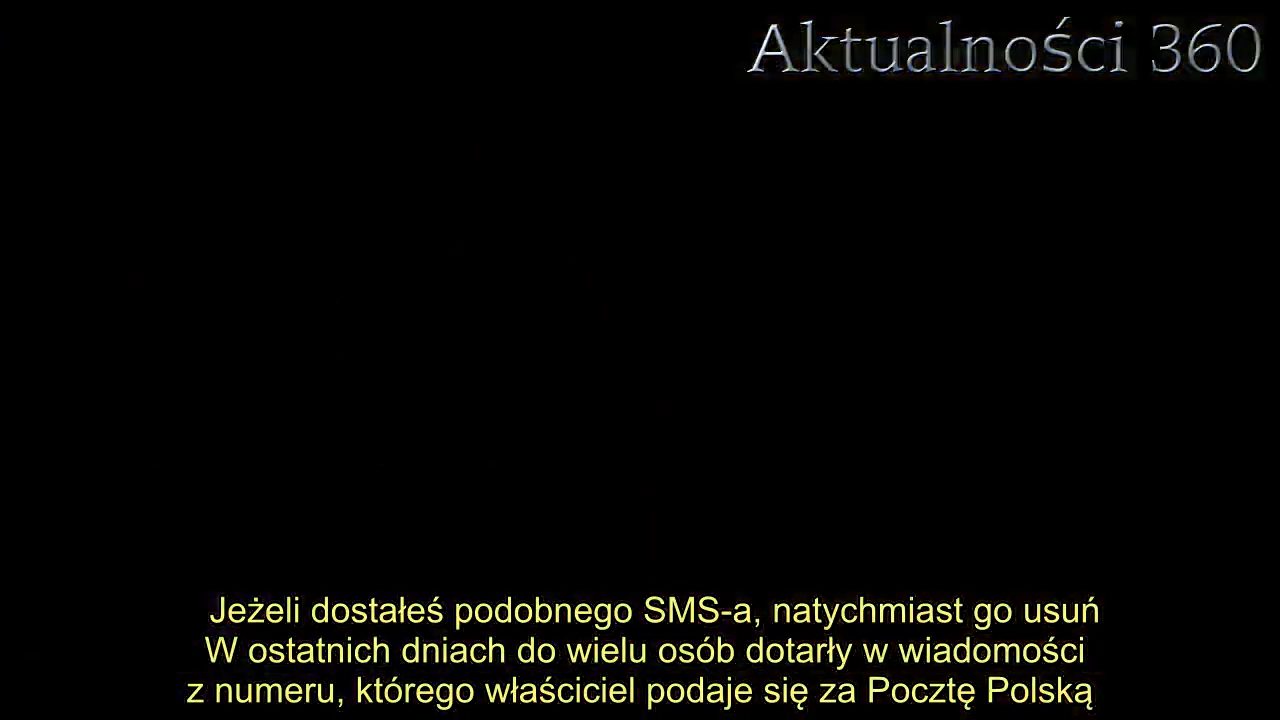 Aktualności 360
Jeżeli dostałeś podobnego SMS-a, natychmiast go usuń
W ostatnich dniach do wielu osób dotarły w wiadomości
z numeru, którego właściciel podaje się za Pocztę Polską